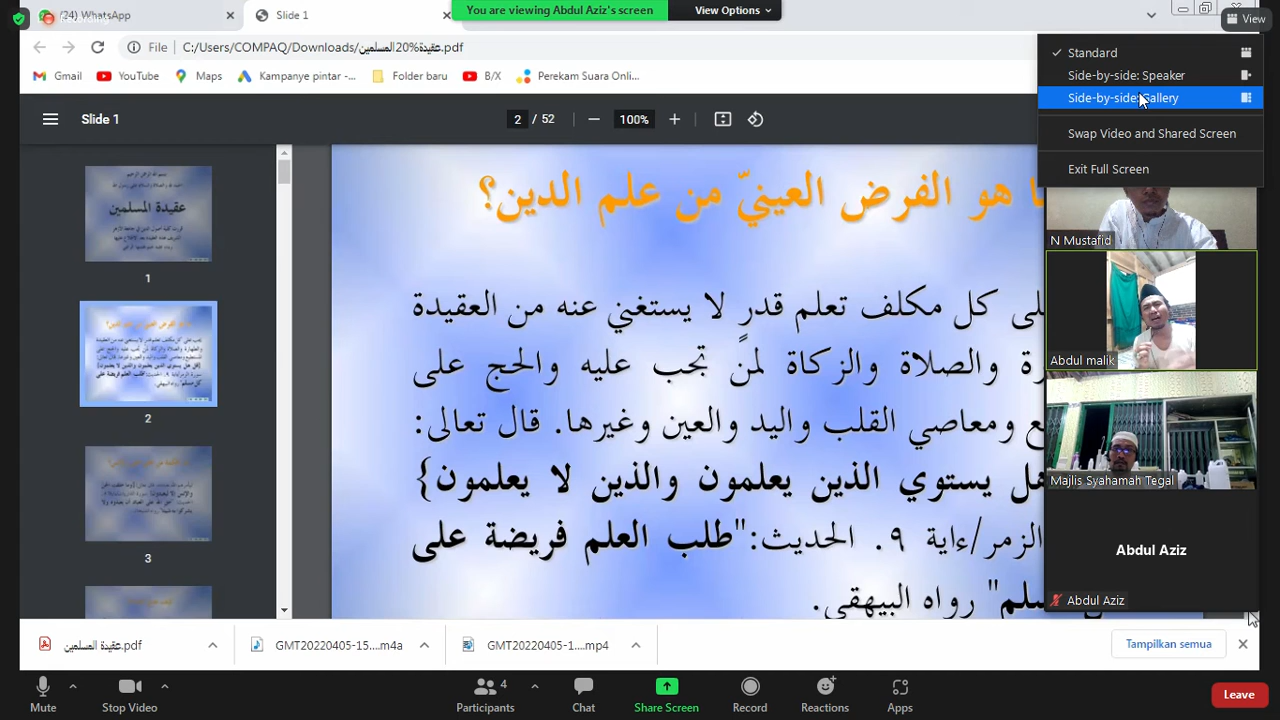 (24) WhatsApp
Slide 1
You are viewing Abdul Aziz's screen
View Options
View
File
C:/Users/COMPAQ/Downloads/عقيدة%20المسلمين.pdf
Gmail
YouTube
Maps
Kampanye pintar -...
Folder baru
B/X
Perekam Suara Onli...
Standard
Side-by-side: Speaker
Side-by-side: Gallery
Swap Video and Shared Screen
Exit Full Screen
Slide 1
2 / 52
100%
عقيدة المسلمين
1
2
3
هو الفرض العينيّ من علم الدين؟
كل مكلف تعلم قدرٍ لا يستغني عنه من العقيدة
والصلاة والزكاة لمن تجب عليه والحج على
ومعاصي القلب واليد والعين وغيرها. قال تعالى:
هل يستوي الذين يعلمون والذين لا يعلمون}
الزمر/ءاية ٩. الحديث:"طلب العلم فريضة على
مسلم" رواه البيهقي.
N Mustafid
Abdul malik
Majlis Syahamah Tegal
Abdul Aziz
Abdul Aziz
عقيدة المسلمين.pdf
GMT20220405-15....m4a
GMT20220405-1....mp4
Tampilkan semua
Mute
Stop Video
4
Participants
Chat
Share Screen
Record
Reactions
Apps
Leave